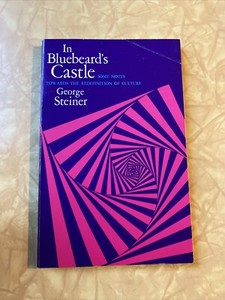 In
Bluebeard's
Castle SOME NOTES
TOWARDS THE REDEFINITION OF CULTURE
George
Steiner